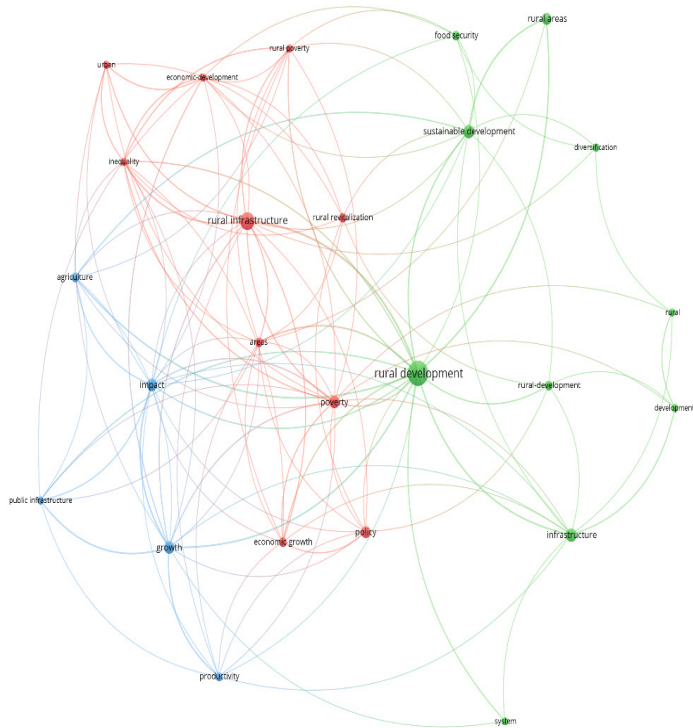 rural areas
food security
rural poverty
urban
economic-development
sustainable development
diversification
inequality
rural infrastructure
rural revitalization
agriculture
rural
areas
rural development
impact
rural-development
poverty
development
public infrastructure
policy
infrastructure
economic growth
growth
productivity
system